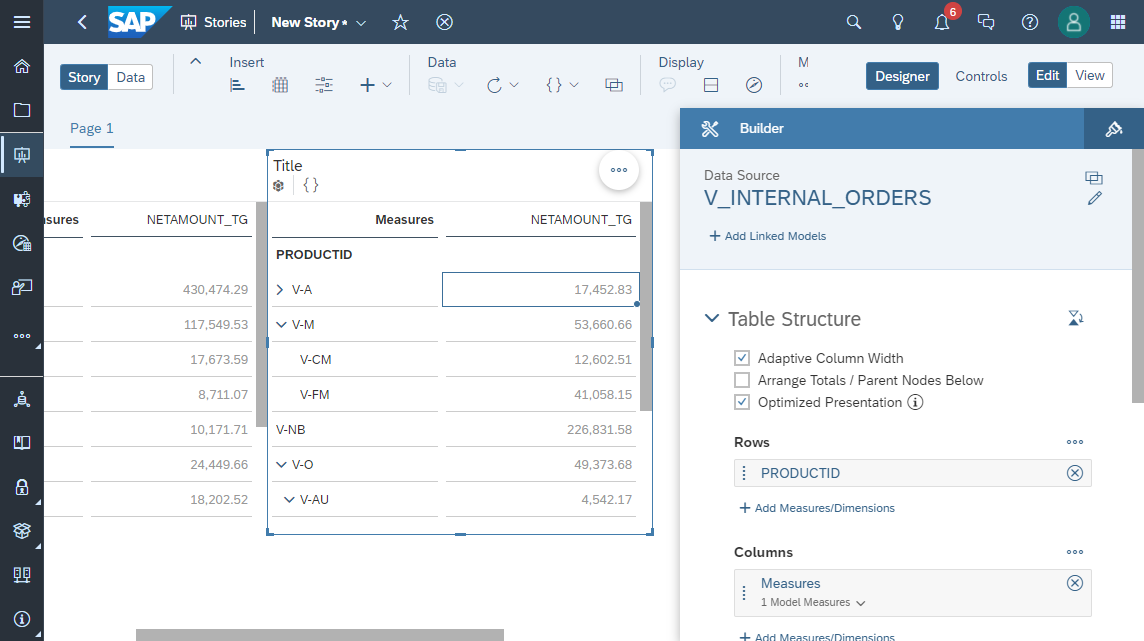 SAP Stories New Story * 6
Story Data Insert Data Display M Designer Controls Edit View
Page 1
Builder
Data Source
V_INTERNAL_ORDERS
Add Linked Models
Table Structure
Adaptive Column Width
Arrange Totals / Parent Nodes Below
Optimized Presentation
Rows
PRODUCTID
Add Measures/Dimensions
Columns
Measures
1 Model Measures
Add Measures/Dimensions
NETAMOUNT_TG
430,474.29
117,549.53
17,673.59
8,711.07
10,171.71
24,449.66
18,202.52
Title
Measures NETAMOUNT_TG
PRODUCTID
V-A 17,452.83
V-M 53,660.66
V-CM 12,602.51
V-FM 41,058.15
V-NB 226,831.58
V-O 49,373.68
V-AU 4,542.17